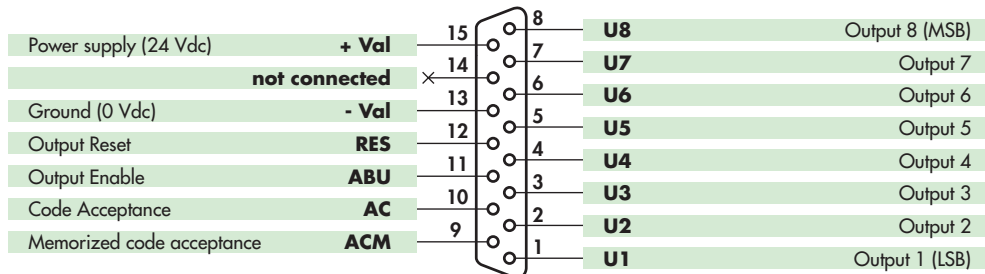 8
15 U8 Output 8 (MSB)
Power supply (24 Vdc) + Val 7
14 U7 Output 7
not connected 6
13 U6 Output 6
Ground (0 Vdc) - Val 5
12 U5 Output 5
Output Reset RES 4
11 U4 Output 4
Output Enable ABU 3
10 U3 Output 3
Code Acceptance AC 2
9 U2 Output 2
Memorized code acceptance ACM 1
U1 Output 1 (LSB)